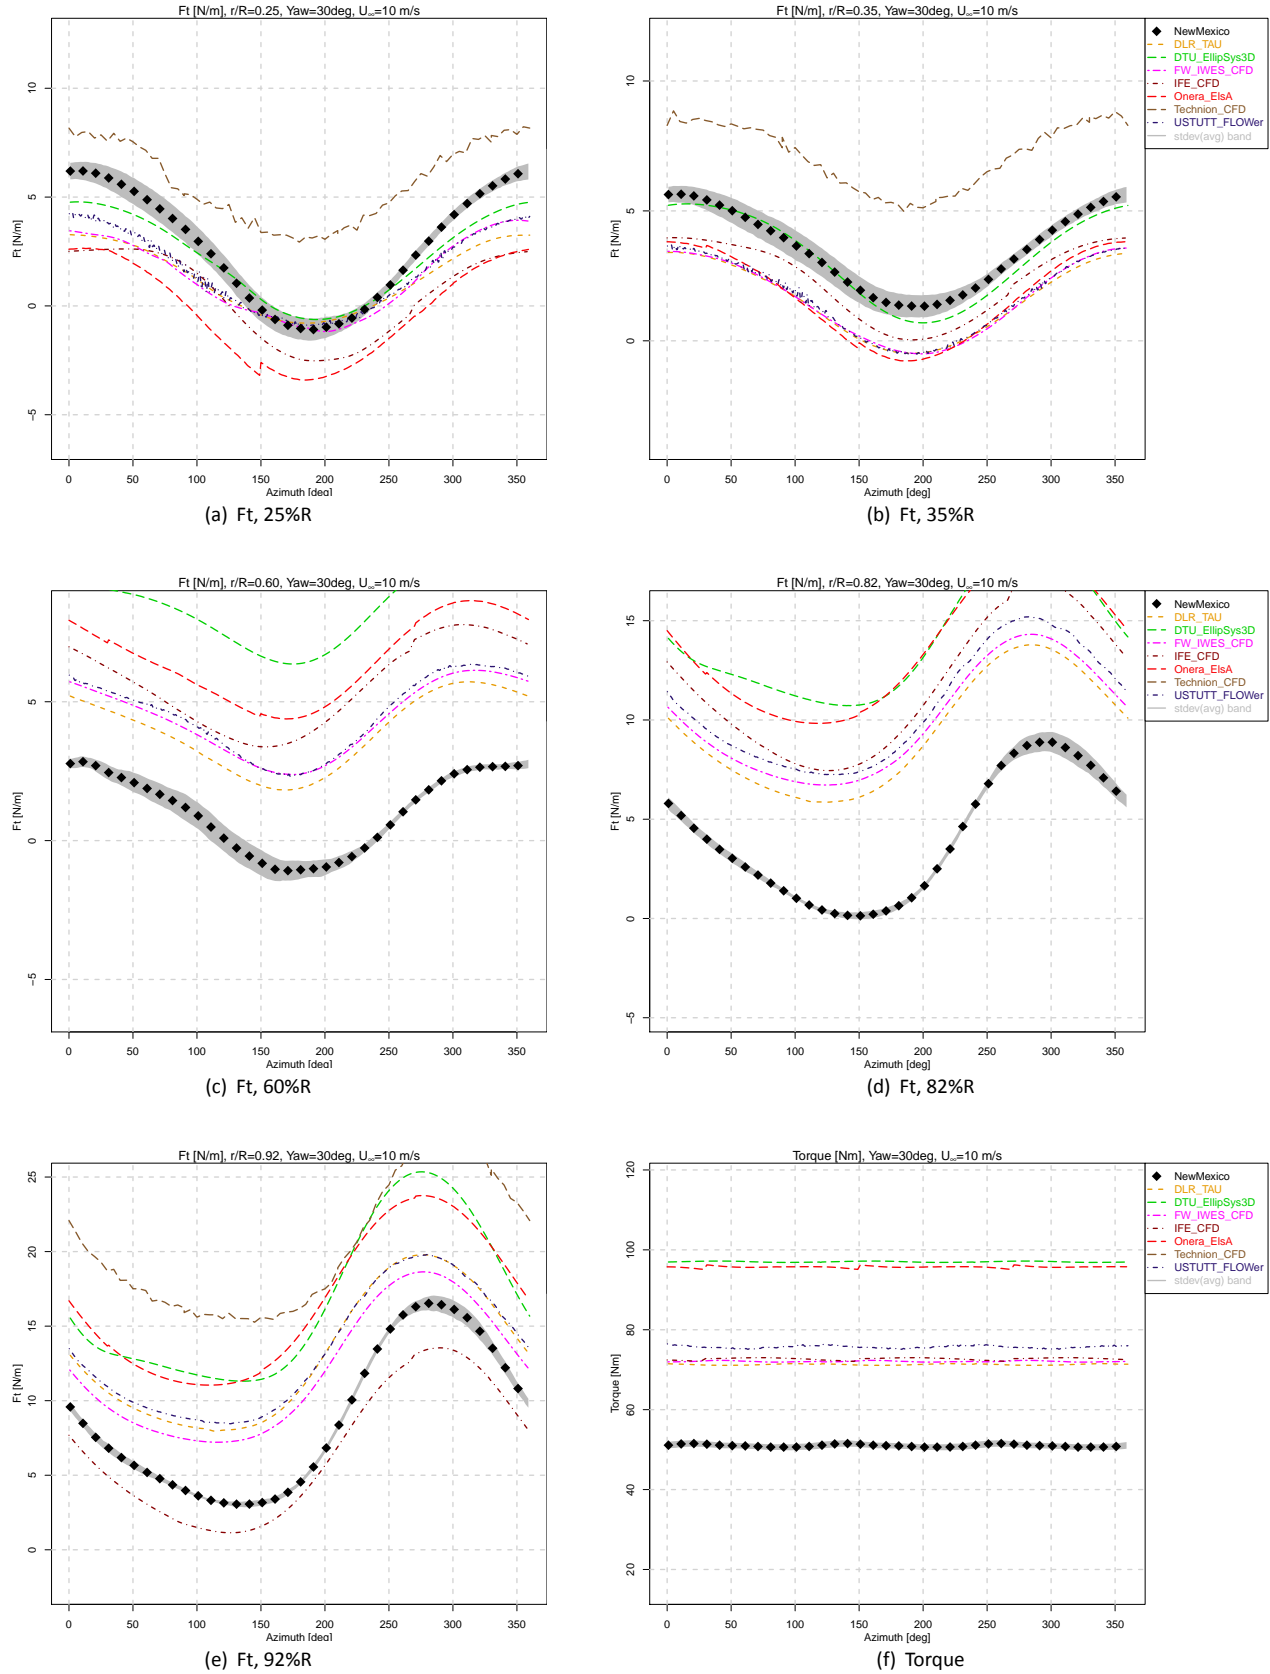 Ft [N/m], r/R=0.25, Yaw=30deg, U∞=10 m/s
Ft [N/m]
10
5
0
−5
0 50 100 150 200 250 300 350
Azimuth [deg]
(a) Ft, 25%R
Ft [N/m], r/R=0.35, Yaw=30deg, U∞=10 m/s
Ft [N/m]
10
5
0
0 50 100 150 200 250 300 350
Azimuth [deg]
(b) Ft, 35%R
NewMexico
DLR_TAU
DTU_EllipSys3D
FW_IWES_CFD
IFE_CFD
Onera_ElsA
Technion_CFD
USTUTT_FLOWer
stdev(avg) band
Ft [N/m], r/R=0.60, Yaw=30deg, U∞=10 m/s
Ft [N/m]
5
0
−5
0 50 100 150 200 250 300 350
Azimuth [deg]
(c) Ft, 60%R
Ft [N/m], r/R=0.82, Yaw=30deg, U∞=10 m/s
Ft [N/m]
15
10
5
0
−5
0 50 100 150 200 250 300 350
Azimuth [deg]
(d) Ft, 82%R
NewMexico
DLR_TAU
DTU_EllipSys3D
FW_IWES_CFD
IFE_CFD
Onera_ElsA
Technion_CFD
USTUTT_FLOWer
stdev(avg) band
Ft [N/m], r/R=0.92, Yaw=30deg, U∞=10 m/s
Ft [N/m]
25
20
15
10
5
0
0 50 100 150 200 250 300 350
Azimuth [deg]
(e) Ft, 92%R
Torque [Nm], Yaw=30deg, U∞=10 m/s
Torque [Nm]
120
100
80
60
40
20
0 50 100 150 200 250 300 350
Azimuth [deg]
(f) Torque
NewMexico
DLR_TAU
DTU_EllipSys3D
FW_IWES_CFD
IFE_CFD
Onera_ElsA
Technion_CFD
USTUTT_FLOWer
stdev(avg) band